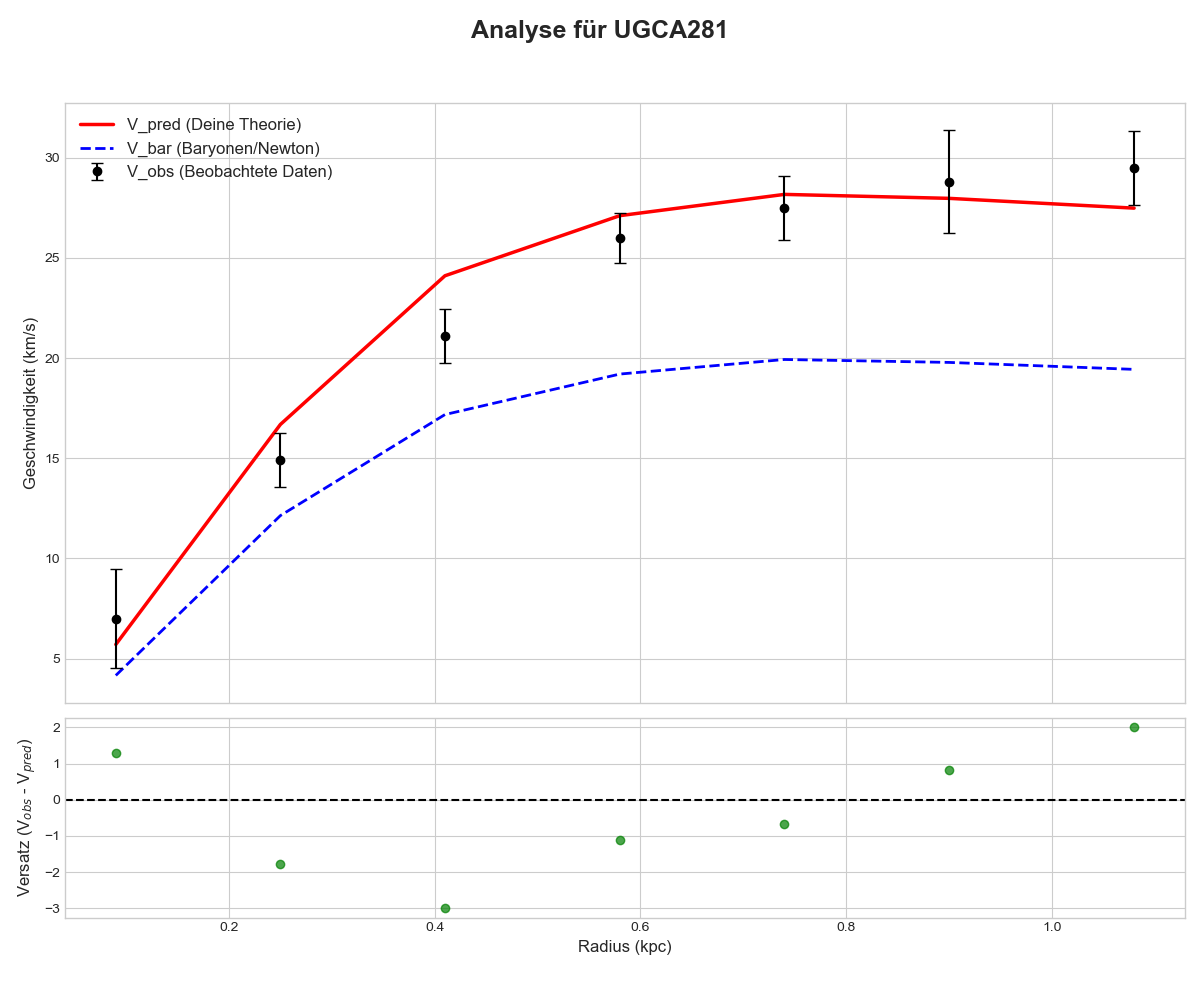 Analyse für UGCA281
V_pred (Deine Theorie)
V_bar (Baryonen/Newton)
V_obs (Beobachtete Daten)
Geschwindigkeit (km/s)
30
25
20
15
10
5
Versatz (V_obs - V_pred)
2
1
0
−1
−2
−3
0.2 0.4 0.6 0.8 1.0
Radius (kpc)